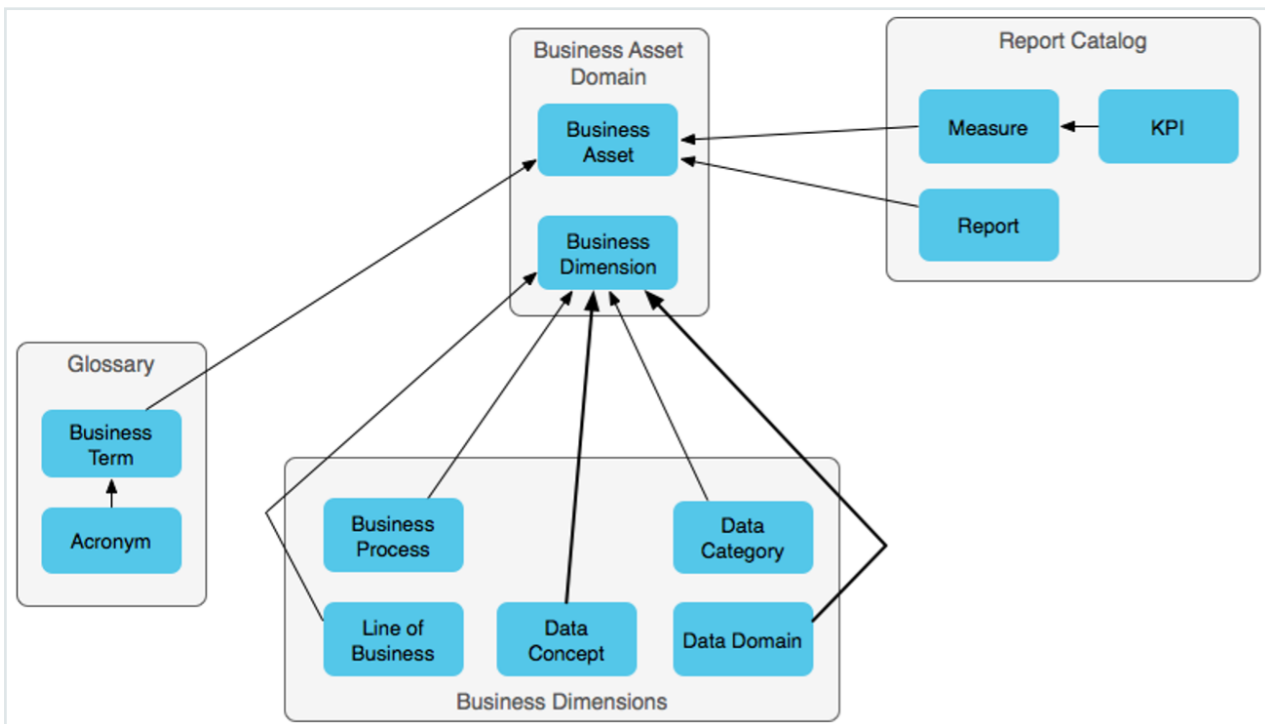 Business Asset
Domain
Business
Asset
Business
Dimension
Report Catalog
Measure
KPI
Report
Glossary
Business
Term
Acronym
Business
Process
Data
Category
Line of
Business
Data
Concept
Data Domain
Business Dimensions